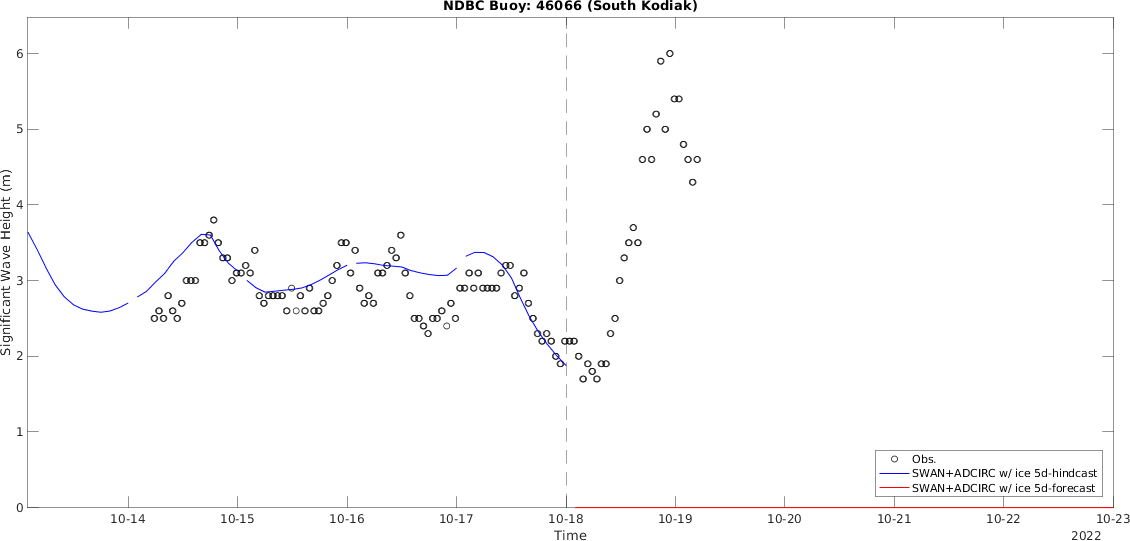 NDBC Buoy: 46066 (South Kodiak)
Significant Wave Height (m)
6
5
4
3
2
1
0
10-14 10-15 10-16 10-17 10-18 10-19 10-20 10-21 10-22 10-23
Time
2022
Obs.
SWAN+ADCIRC w/ ice 5d-hindcast
SWAN+ADCIRC w/ ice 5d-forecast